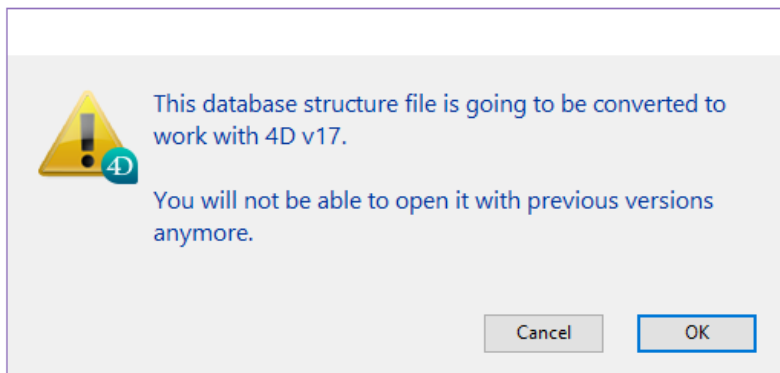 This database structure file is going to be converted to
work with 4D v17.
You will not be able to open it with previous versions
anymore.
4D
Cancel
OK